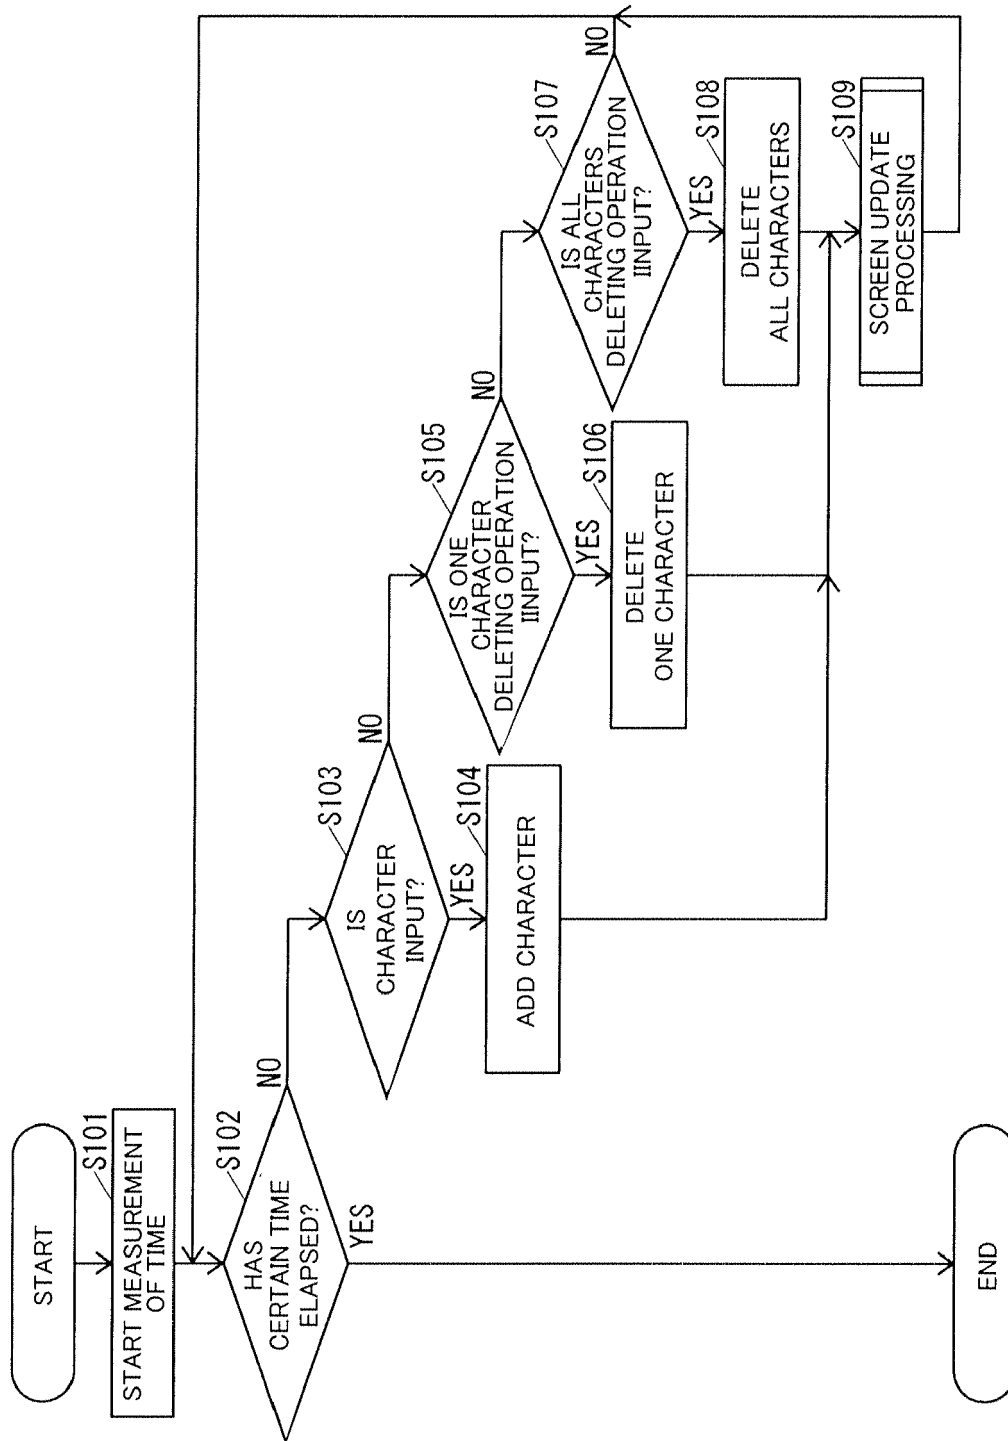 START
S101
START MEASUREMENT
OF TIME
S102
HAS
CERTAIN TIME
ELAPSED?
NO
YES
S103
IS
CHARACTER
INPUT?
NO
YES
S104
ADD CHARACTER
S105
IS ONE
CHARACTER
DELETING OPERATION
IINPUT?
NO
YES
S106
DELETE
ONE CHARACTER
S107
IS ALL
CHARACTERS
DELETING OPERATION
IINPUT?
NO
YES
S108
DELETE
ALL CHARACTERS
S109
SCREEN UPDATE
PROCESSING
END